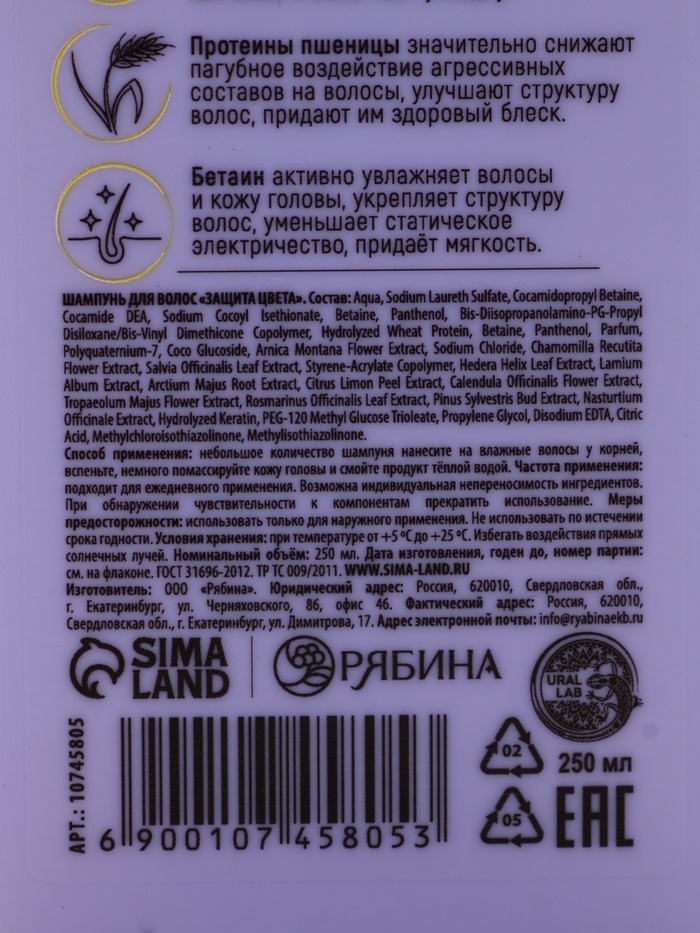 Протеины пшеницы значительно снижают
пагубное воздействие агрессивных
составов на волосы, улучшают структуру
волос, придают им здоровый блеск.
Бетаин активно увлажняет волосы
и кожу головы, укрепляет структуру
волос, уменьшает статическое
электричество, придаёт мягкость.
ШАМПУНЬ ДЛЯ ВОЛОС «ЗАЩИТА ЦВЕТА». Состав: Aqua, Sodium Laureth Sulfate, Cocamidopropyl Betaine,
Cocamide DEA, Sodium Cocoyl Isethionate, Betaine, Panthenol, Bis-Diisopropanolamino-PG-Propyl
Disiloxane/Bis-Vinyl Dimethicone Copolymer, Hydrolyzed Wheat Protein, Betaine, Panthenol, Parfum,
Polyquaternium-7, Coco Glucoside, Arnica Montana Flower Extract, Sodium Chloride, Chamomilla Recutita
Flower Extract, Salvia Officinalis Leaf Extract, Styrene-Acrylate Copolymer, Hedera Helix Leaf Extract, Lamium
Album Extract, Arctium Majus Root Extract, Citrus Limon Peel Extract, Calendula Officinalis Flower Extract,
Tropaeolum Majus Flower Extract, Rosmarinus Officinalis Leaf Extract, Pinus Sylvestris Bud Extract, Nasturtium
Officinale Extract, Hydrolyzed Keratin, PEG-120 Methyl Glucose Trioleate, Propylene Glycol, Disodium EDTA, Citric
Acid, Methylchloroisothiazolinone, Methylisothiazolinone.
Способ применения: небольшое количество шампуня нанесите на влажные волосы у корней,
вспеньте, немного помассируйте кожу головы и смойте продукт тёплой водой. Частота применения:
подходит для ежедневного применения. Возможна индивидуальная непереносимость ингредиентов.
При обнаружении чувствительности к компонентам прекратить использование. Меры
предосторожности: использовать только для наружного применения. Не использовать по истечении
срока годности. Условия хранения: при температуре от +5 ºС до +25 ºС. Избегать воздействия прямых
солнечных лучей. Номинальный объём: 250 мл. Дата изготовления, годен до, номер партии:
см. на флаконе. ГОСТ 31696-2012. ТР ТС 009/2011. WWW.SIMA-LAND.RU
Изготовитель: ООО «Рябина». Юридический адрес: Россия, 620010, Свердловская обл.,
г. Екатеринбург, ул. Черняховского, 86, офис 46. Фактический адрес: Россия, 620010,
Свердловская обл., г. Екатеринбург, ул. Димитрова, 17. Адрес электронной почты: info@ryabinaekb.ru
SIMA
LAND
РЯБИНА
URAL
LAB
АРТ.: 10745805
6 900107 458053
02
250 мл
05
EAC